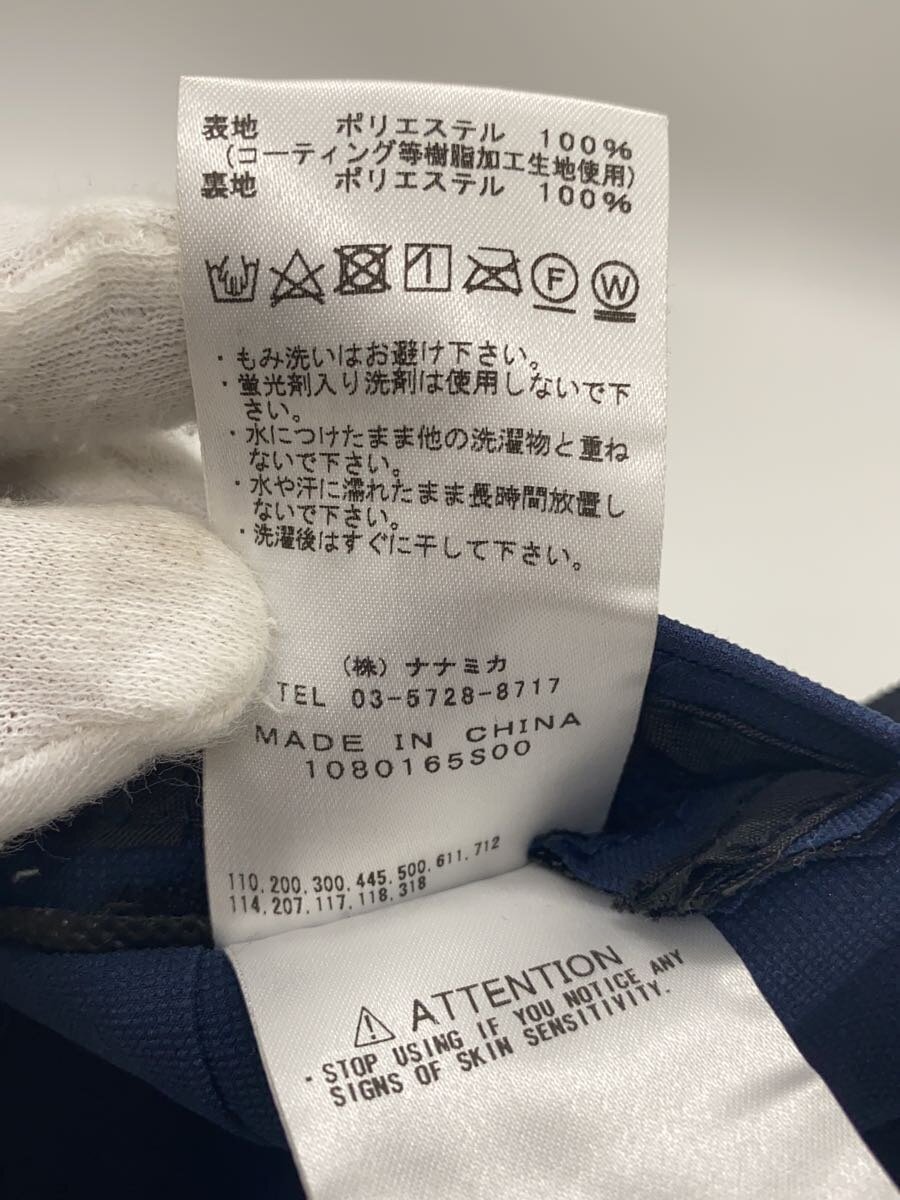 表地 ポリエステル 100%
(コーティング等樹脂加工生地使用)
裏地 ポリエステル 100%
F W
・もみ洗いはお避け下さい。
・蛍光剤入り洗剤は使用しないで下
さい。
・水につけたまま他の洗濯物と重ね
ないで下さい。
・水や汗に濡れたまま長時間放置し
ないで下さい。
・洗濯後はすぐに干して下さい。
(株) ナナミカ
TEL 03-5728-8717
MADE IN CHINA
1080165S00
110.200.300.445.500.611.712
114.207.117.118.318
ATTENTION
・STOP USING IF YOU NOTICE ANY
SIGNS OF SKIN SENSITIVITY.